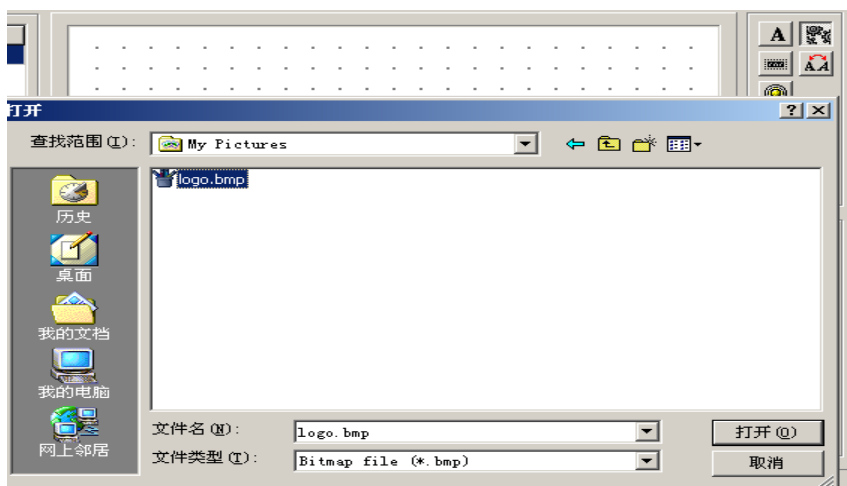 A
AA
打开
查找范围(I):
My Pictures
logo.bmp
历史
桌面
我的文档
我的电脑
网上邻居
文件名(N):
logo.bmp
打开(O)
文件类型(T):
Bitmap file (*.bmp)
取消